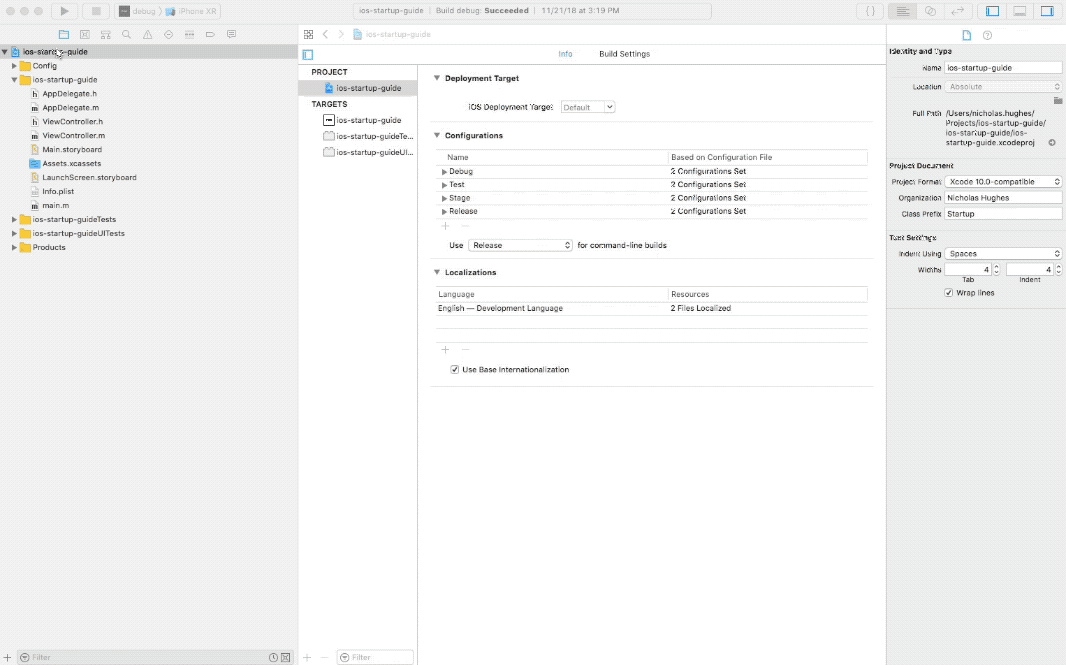 debug 〉 iPhone XR
ios-startup-guide | Build debug: Succeeded | 11/21/18 at 3:19 PM
{ }
ios-startup-guide
Config
ios-startup-guide
AppDelegate.h
AppDelegate.m
ViewController.h
ViewController.m
Main.storyboard
Assets.xcassets
LaunchScreen.storyboard
Info.plist
main.m
ios-startup-guideTests
ios-startup-guideUITests
Products
Filter
ios-startup-guide
Info Build Settings
PROJECT
ios-startup-guide
TARGETS
ios-startup-guide
ios-startup-guideTe...
ios-startup-guideUI...
Filter
Deployment Target
iOS Deployment Target Default
Configurations
Name Based on Configuration File
Debug 2 Configurations Set
Test 2 Configurations Set
Stage 2 Configurations Set
Release 2 Configurations Set
Use Release for command-line builds
Localizations
Language Resources
English — Development Language 2 Files Localized
Use Base Internationalization
Identity and Type
Name ios-startup-guide
Location Absolute
Full Path /Users/nicholas.hughes/
Projects/ios-startup-guide/
ios-startup-guide/ios-
startup-guide.xcodeproj
Project Document
Project Format Xcode 10.0-compatible
Organization Nicholas Hughes
Class Prefix Startup
Text Settings
Indent Using Spaces
Widths 4 4
Tab Indent
Wrap lines